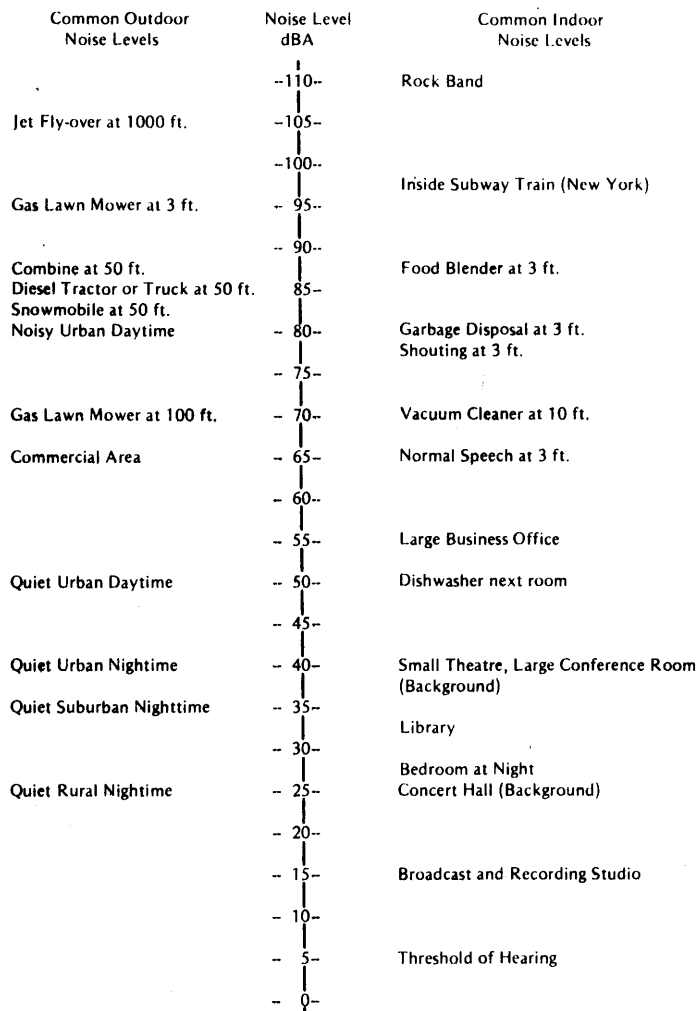 Common Outdoor Noise Level Common Indoor
Noise Levels dBA Noise Levels
--110-- Rock Band
Jet Fly-over at 1000 ft. --105--
--100--
Inside Subway Train (New York)
Gas Lawn Mower at 3 ft. -- 95--
-- 90--
Combine at 50 ft. Food Blender at 3 ft.
Diesel Tractor or Truck at 50 ft. 85--
Snowmobile at 50 ft.
Noisy Urban Daytime -- 80-- Garbage Disposal at 3 ft.
Shouting at 3 ft.
-- 75--
Gas Lawn Mower at 100 ft. -- 70-- Vacuum Cleaner at 10 ft.
Commercial Area -- 65-- Normal Speech at 3 ft.
-- 60--
-- 55-- Large Business Office
Quiet Urban Daytime -- 50-- Dishwasher next room
-- 45--
Quiet Urban Nightime -- 40-- Small Theatre, Large Conference Room
(Background)
Quiet Suburban Nighttime -- 35--
Library
-- 30--
Bedroom at Night
Quiet Rural Nightime -- 25-- Concert Hall (Background)
-- 20--
-- 15-- Broadcast and Recording Studio
-- 10--
-- 5-- Threshold of Hearing
-- 0--